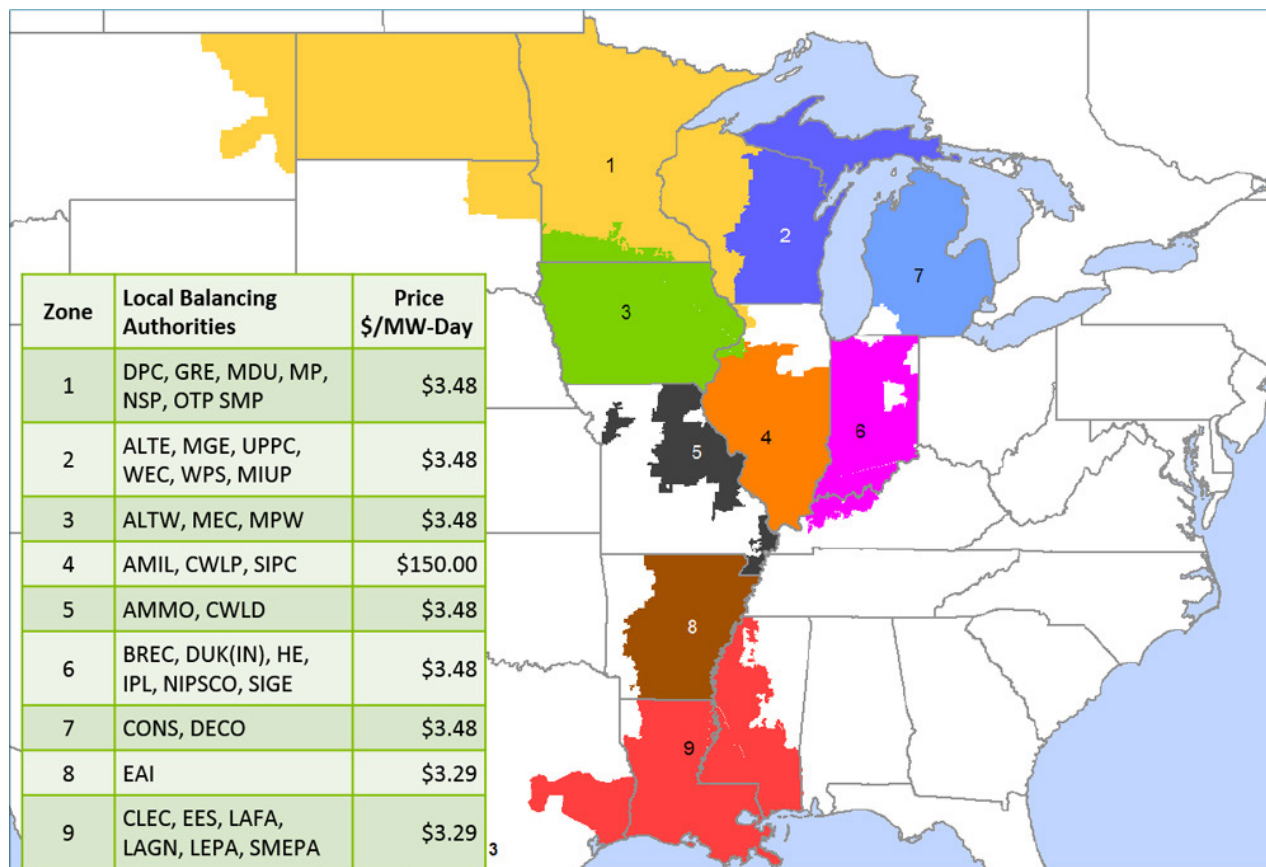 Zone
Local Balancing
Authorities
Price
$/MW-Day
1
DPC, GRE, MDU, MP,
NSP, OTP SMP
$3.48
2
ALTE, MGE, UPPC,
WEC, WPS, MIUP
$3.48
3
ALTW, MEC, MPW
$3.48
4
AMIL, CWLP, SIPC
$150.00
5
AMMO, CWLD
$3.48
6
BREC, DUK(IN), HE,
IPL, NIPSCO, SIGE
$3.48
7
CONS, DECO
$3.48
8
EAI
$3.29
9
CLEC, EES, LAFA,
LAGN, LEPA, SMEPA
$3.29
3
1
2
7
3
4
6
5
8
9